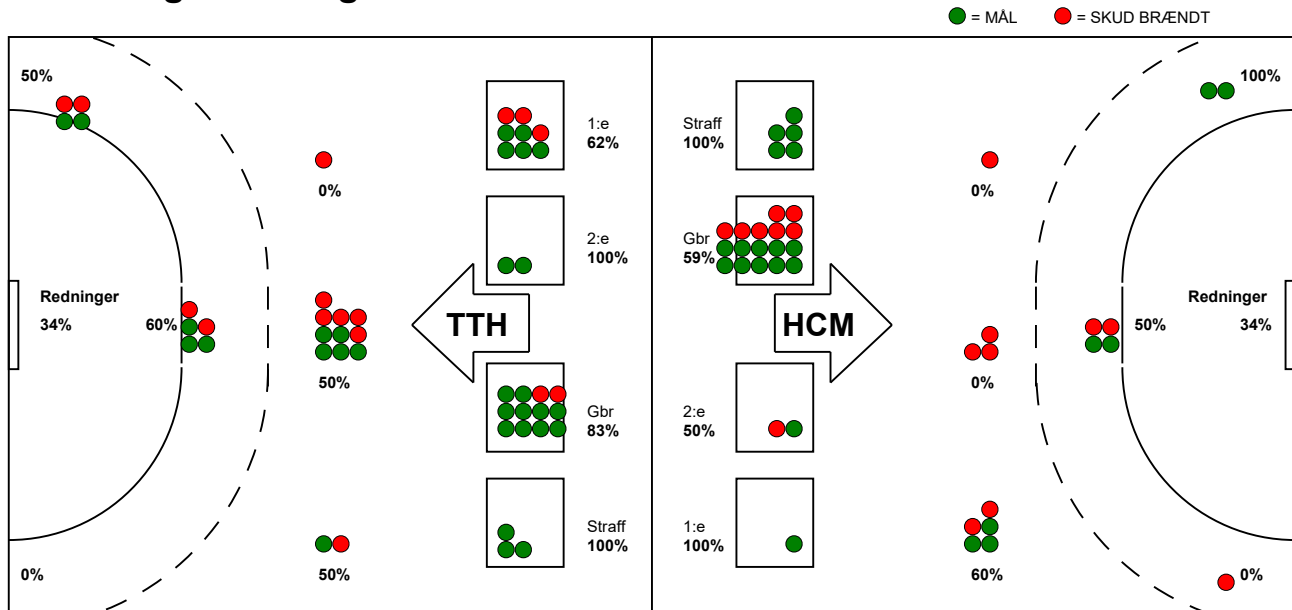 = MÅL
= SKUD BRÆNDT
50%
0%
1:e
62%
2:e
100%
Redninger
34%
60%
50%
TTH
Gbr
83%
Straff
100%
0%
50%
Straff
100%
Gbr
59%
HCM
2:e
50%
1:e
100%
0%
100%
0%
50%
Redninger
34%
60%
0%